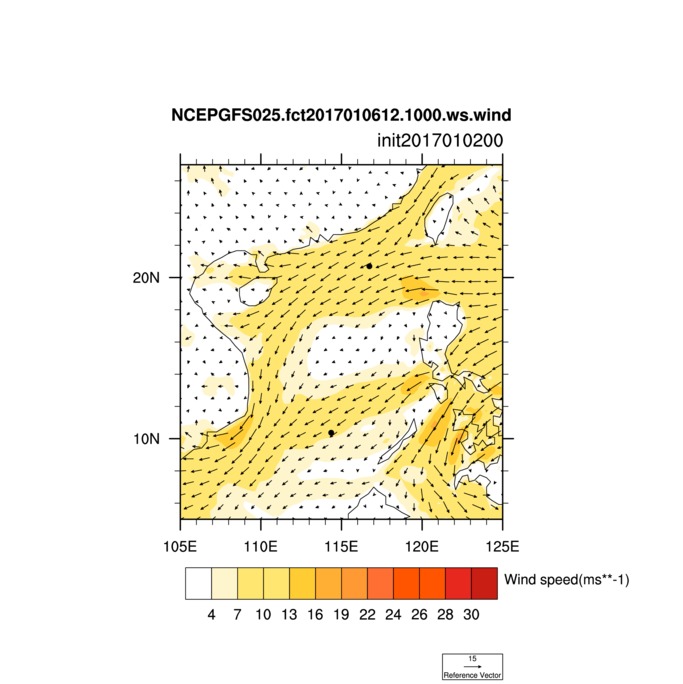 NCEPGFS025.fct2017010612.1000.ws.wind
init2017010200
20N
10N
105E 110E 115E 120E 125E
Wind speed(ms**-1)
4 7 10 13 16 19 22 24 26 28 30
15
Reference Vector